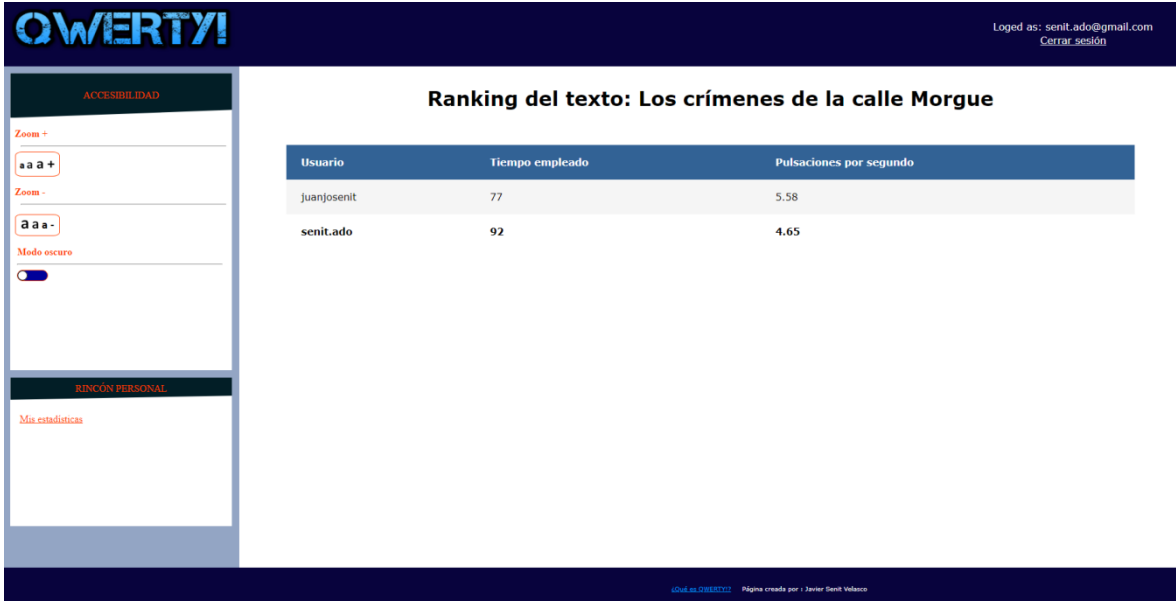 QWERTY!
Loged as: senit.ado@gmail.com
Cerrar sesión
ACCESIBILIDAD
Zoom +
a a a +
Zoom -
a a a -
Modo oscuro
RINCÓN PERSONAL
Mis estadísticas
Ranking del texto: Los crímenes de la calle Morgue
Usuario Tiempo empleado Pulsaciones por segundo
juanjosenit 77 5.58
senit.ado 92 4.65
¿Qué es QWERTY!? Página creada por : Javier Senit Velasco